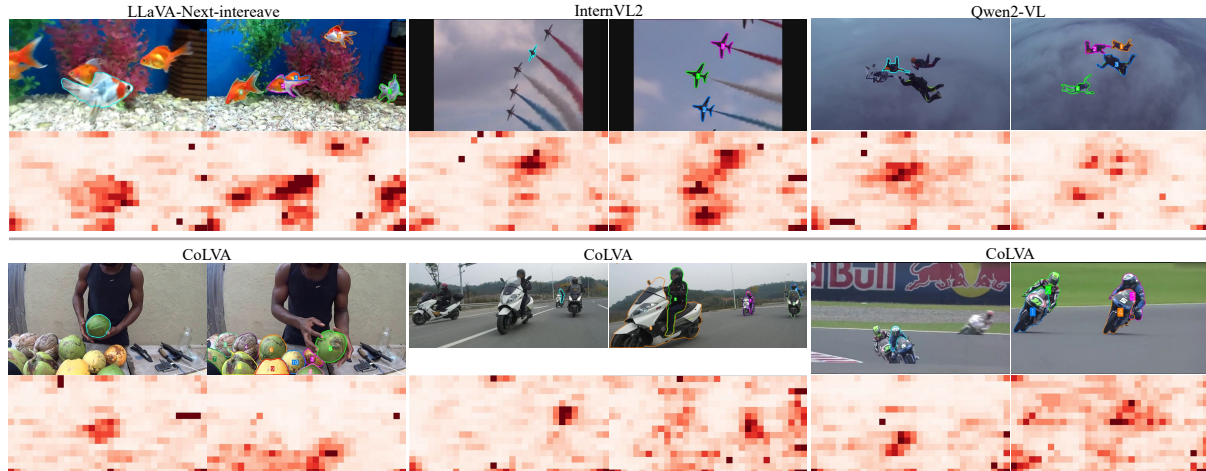 LLaVA-Next-intereave
InternVL2
Qwen2-VL
CoLVA
CoLVA
CoLVA
d Bull